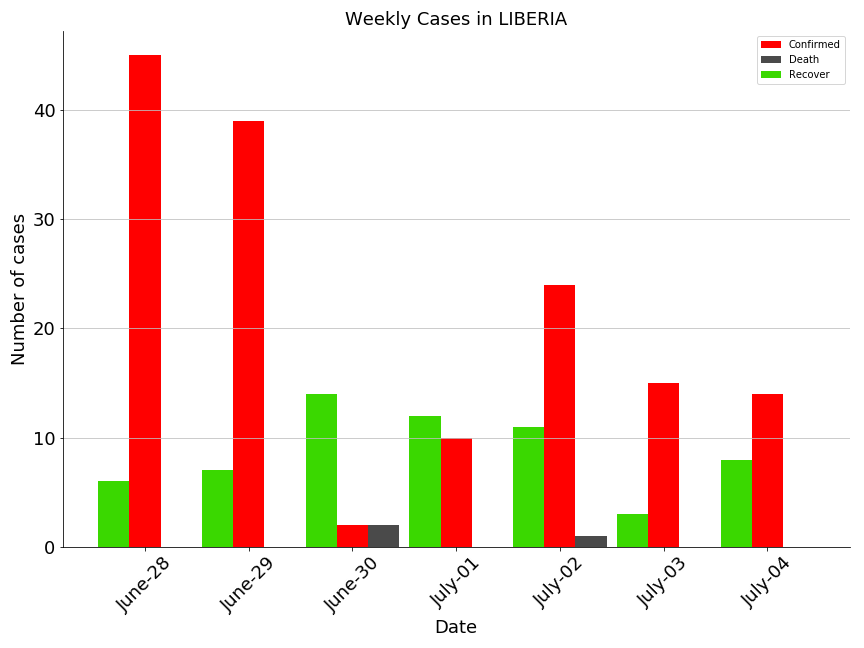 Weekly Cases in LIBERIA
Confirmed
Death
Recover
Number of cases
40
30
20
10
0
June-28
June-29
June-30
July-01
July-02
July-03
July-04
Date